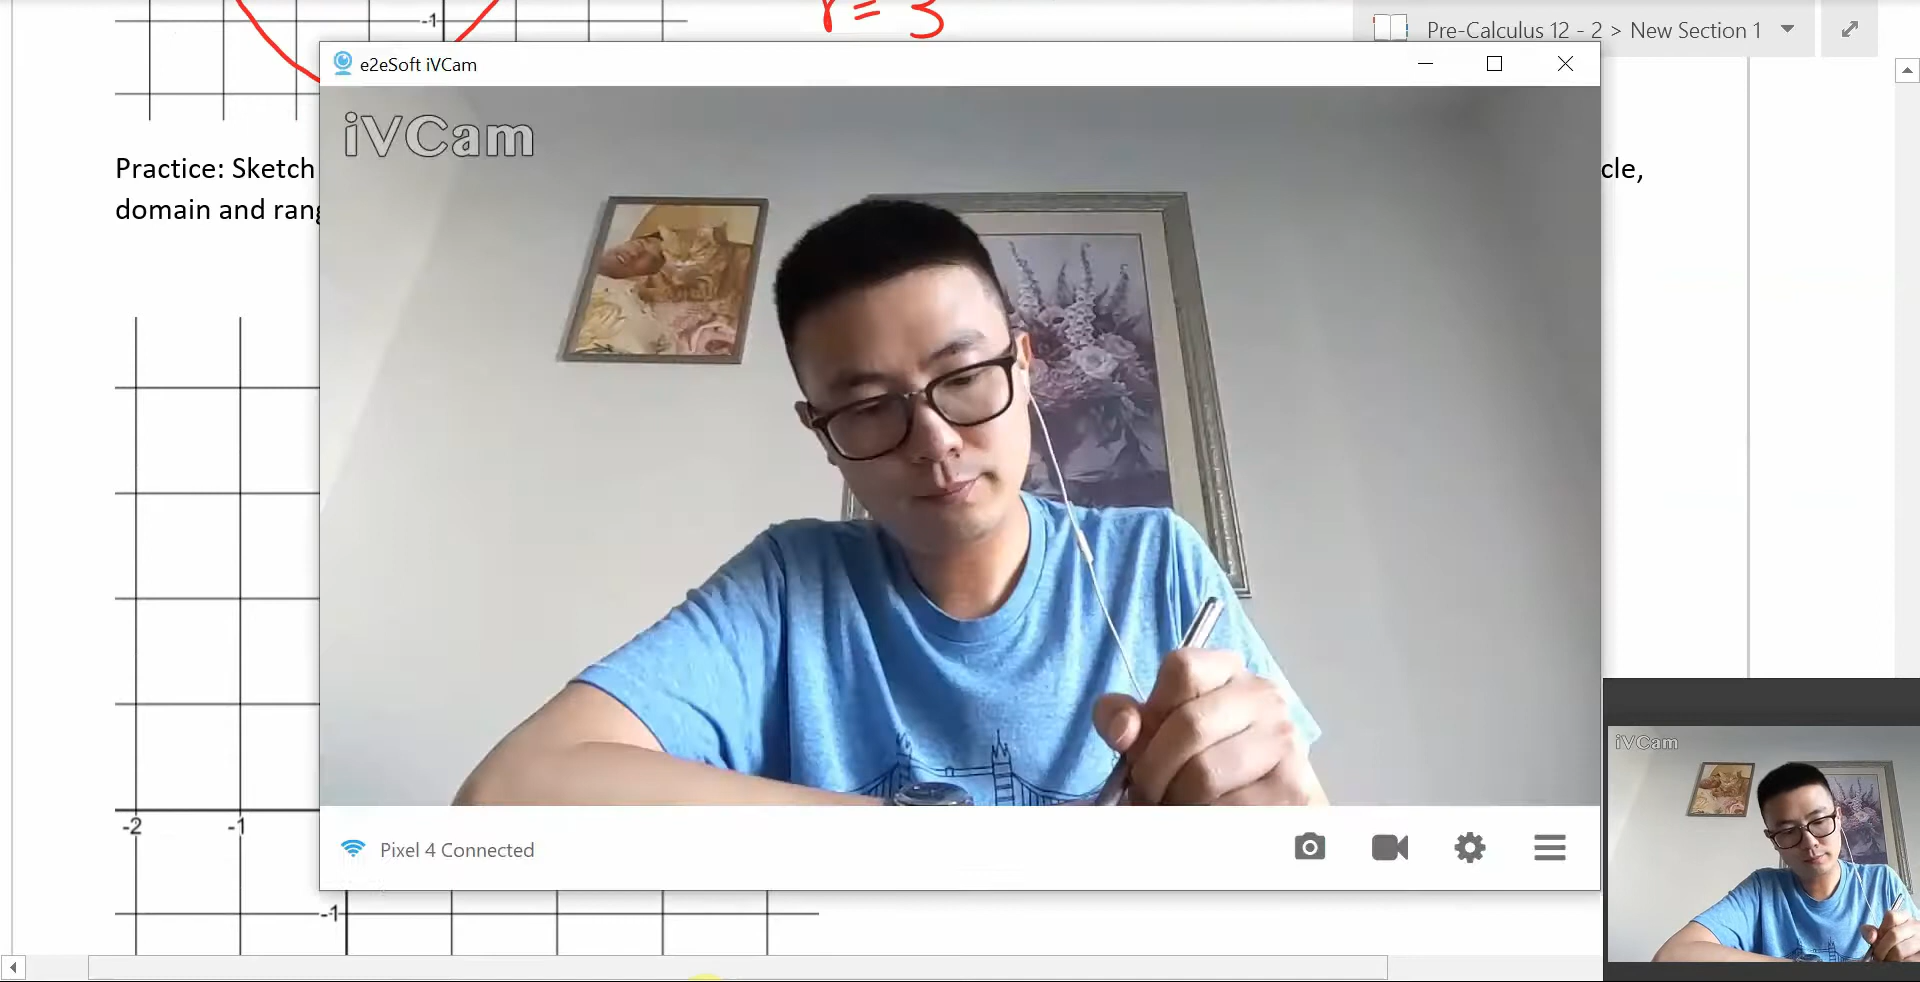 -1
r = 3
Pre-Calculus 12 - 2 > New Section 1
e2eSoft iVCam
iVCam
Practice: Sketch
cle,
domain and rang
-2
-1
Pixel 4 Connected
-1
iVCam